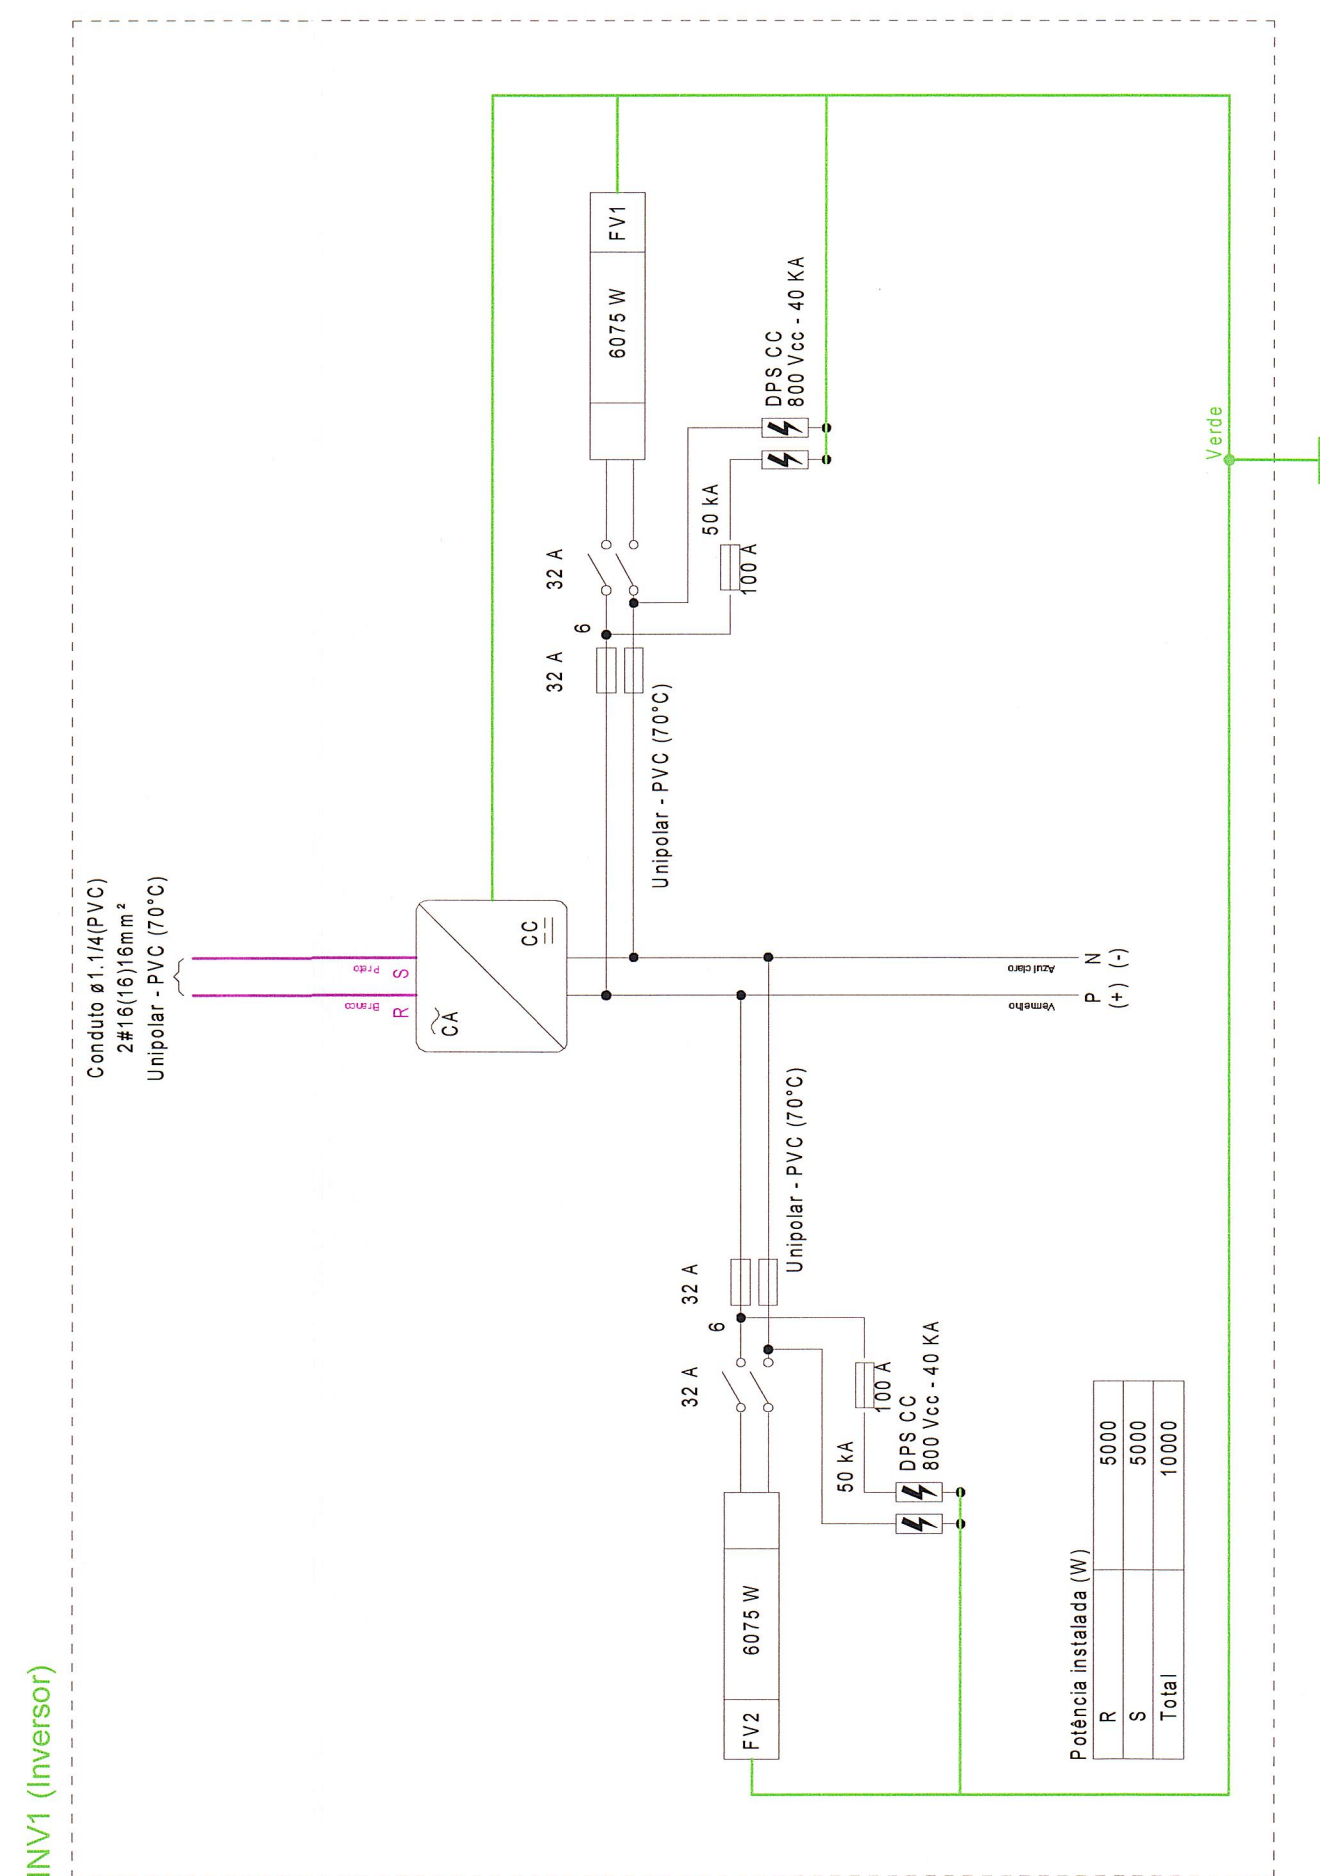 INV1 (Inversor)
Conduto ø1.1/4(PVC)
2#16(16)16mm²
Unipolar - PVC (70°C)
Branco
Preto
R
S
CA
CC
32 A
6
32 A
Unipolar - PVC (70°C)
FV1
6075 W
50 kA
100 A
DPS CC
800 Vcc - 40 KA
32 A
6
32 A
Unipolar - PVC (70°C)
FV2
6075 W
50 kA
100 A
DPS CC
800 Vcc - 40 KA
Vermelho
Azul claro
P
N
(+)
(-)
Potência instalada (W)
R 5000
S 5000
Total 10000
Verde